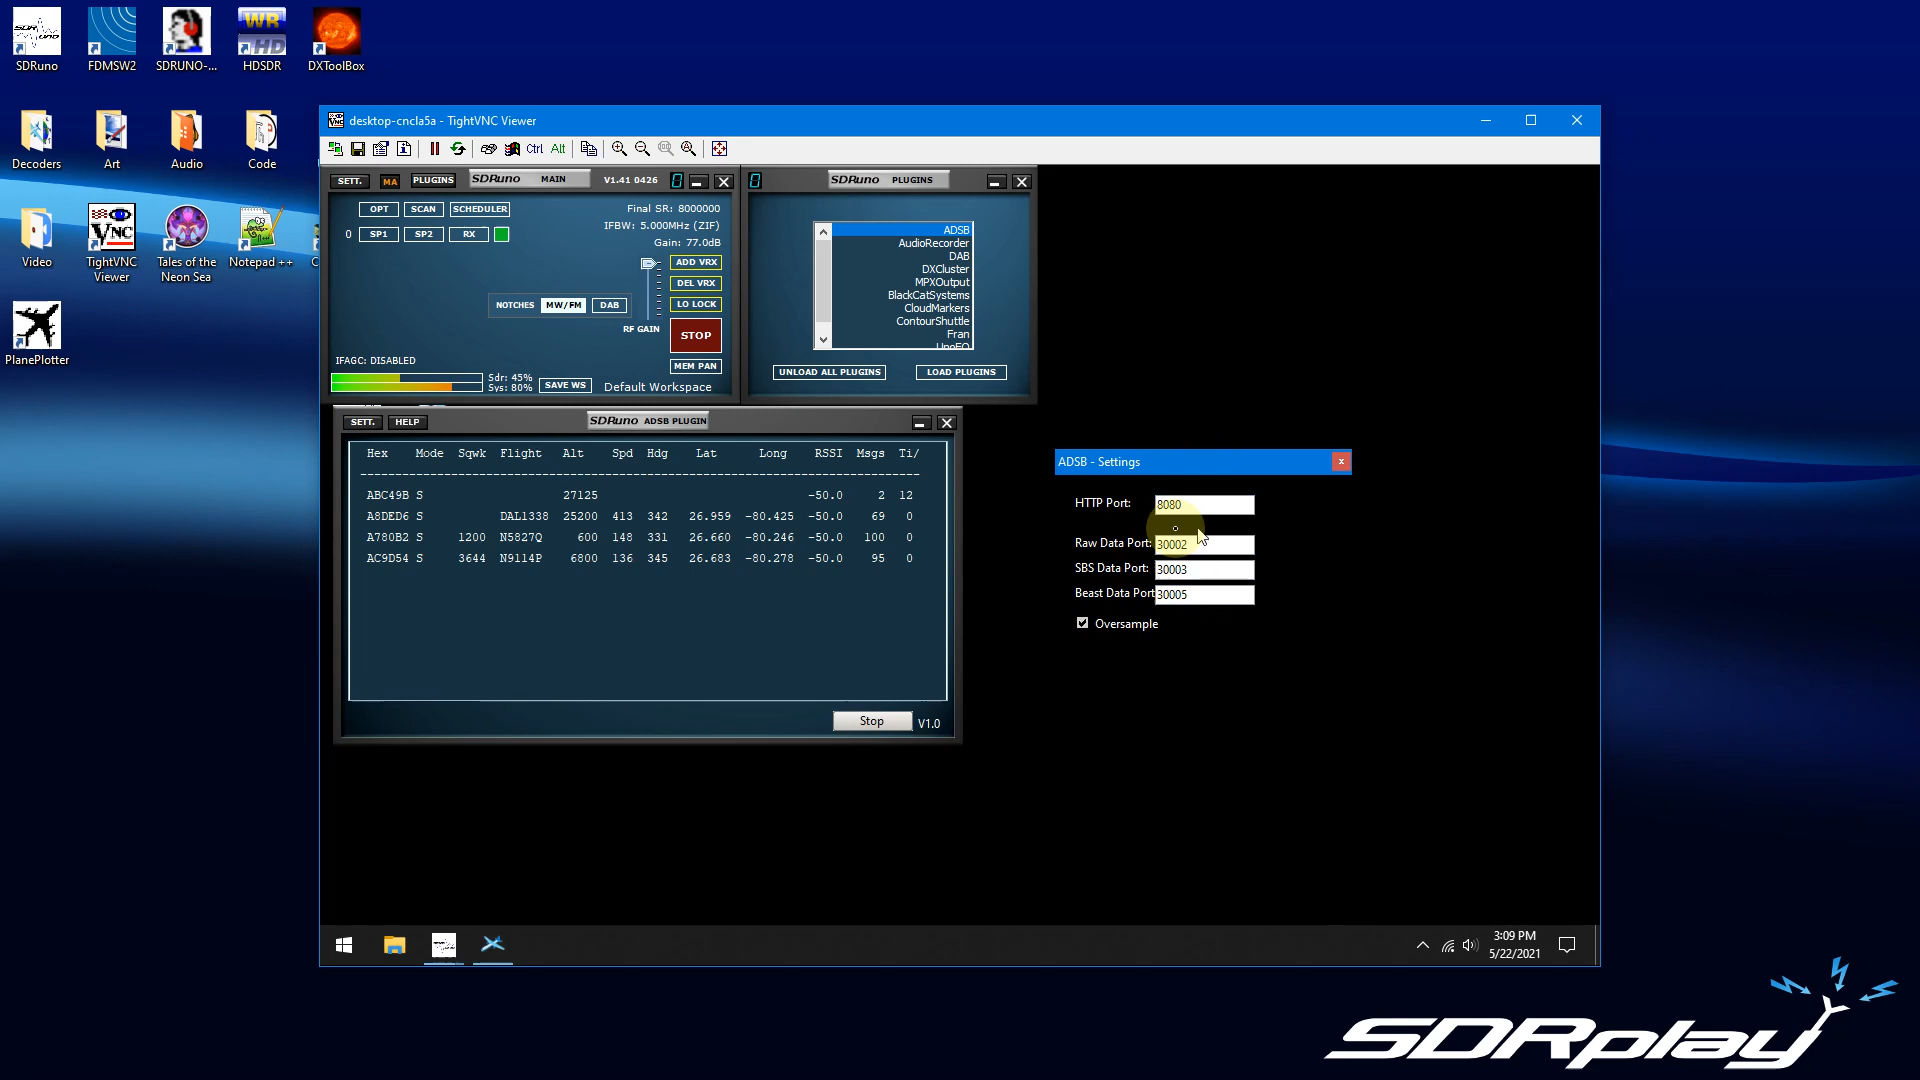 SDRuno
FDMSW2
SDRUNO-...
HDSDR
DXToolBox
Decoders
Art
Audio
Code
Video
TightVNC Viewer
Tales of the Neon Sea
Notepad ++
C
PlanePlotter
desktop-cncla5a - TightVNC Viewer
Ctrl Alt
SETT. MA PLUGINS SDRuno MAIN V1.41 0426 0
OPT SCAN SCHEDULER Final SR: 8000000
IFBW: 5.000MHz (ZIF)
0 SP1 SP2 RX Gain: 77.0dB
ADD VRX
DEL VRX
NOTCHES MW/FM DAB LO LOCK
RF GAIN STOP
IFAGC: DISABLED MEM PAN
Sdr: 45%
Sys: 80% SAVE WS Default Workspace
0 SDRuno PLUGINS
ADSB
AudioRecorder
DAB
DXCluster
MPXOutput
BlackCatSystems
CloudMarkers
ContourShuttle
Fran
UnoEQ
UNLOAD ALL PLUGINS LOAD PLUGINS
SETT. HELP SDRuno ADSB PLUGIN
Hex Mode Sqwk Flight Alt Spd Hdg Lat Long RSSI Msgs Ti/
--------------------------------------------------------------------------------
ABC49B S 27125 -50.0 2 12
A8DED6 S DAL1338 25200 413 342 26.959 -80.425 -50.0 69 0
A780B2 S 1200 N5827Q 600 148 331 26.660 -80.246 -50.0 100 0
AC9D54 S 3644 N9114P 6800 136 345 26.683 -80.278 -50.0 95 0
Stop V1.0
ADSB - Settings
HTTP Port: 8080
Raw Data Port: 30002
SBS Data Port: 30003
Beast Data Port 30005
Oversample
3:09 PM
5/22/2021
SDRplay